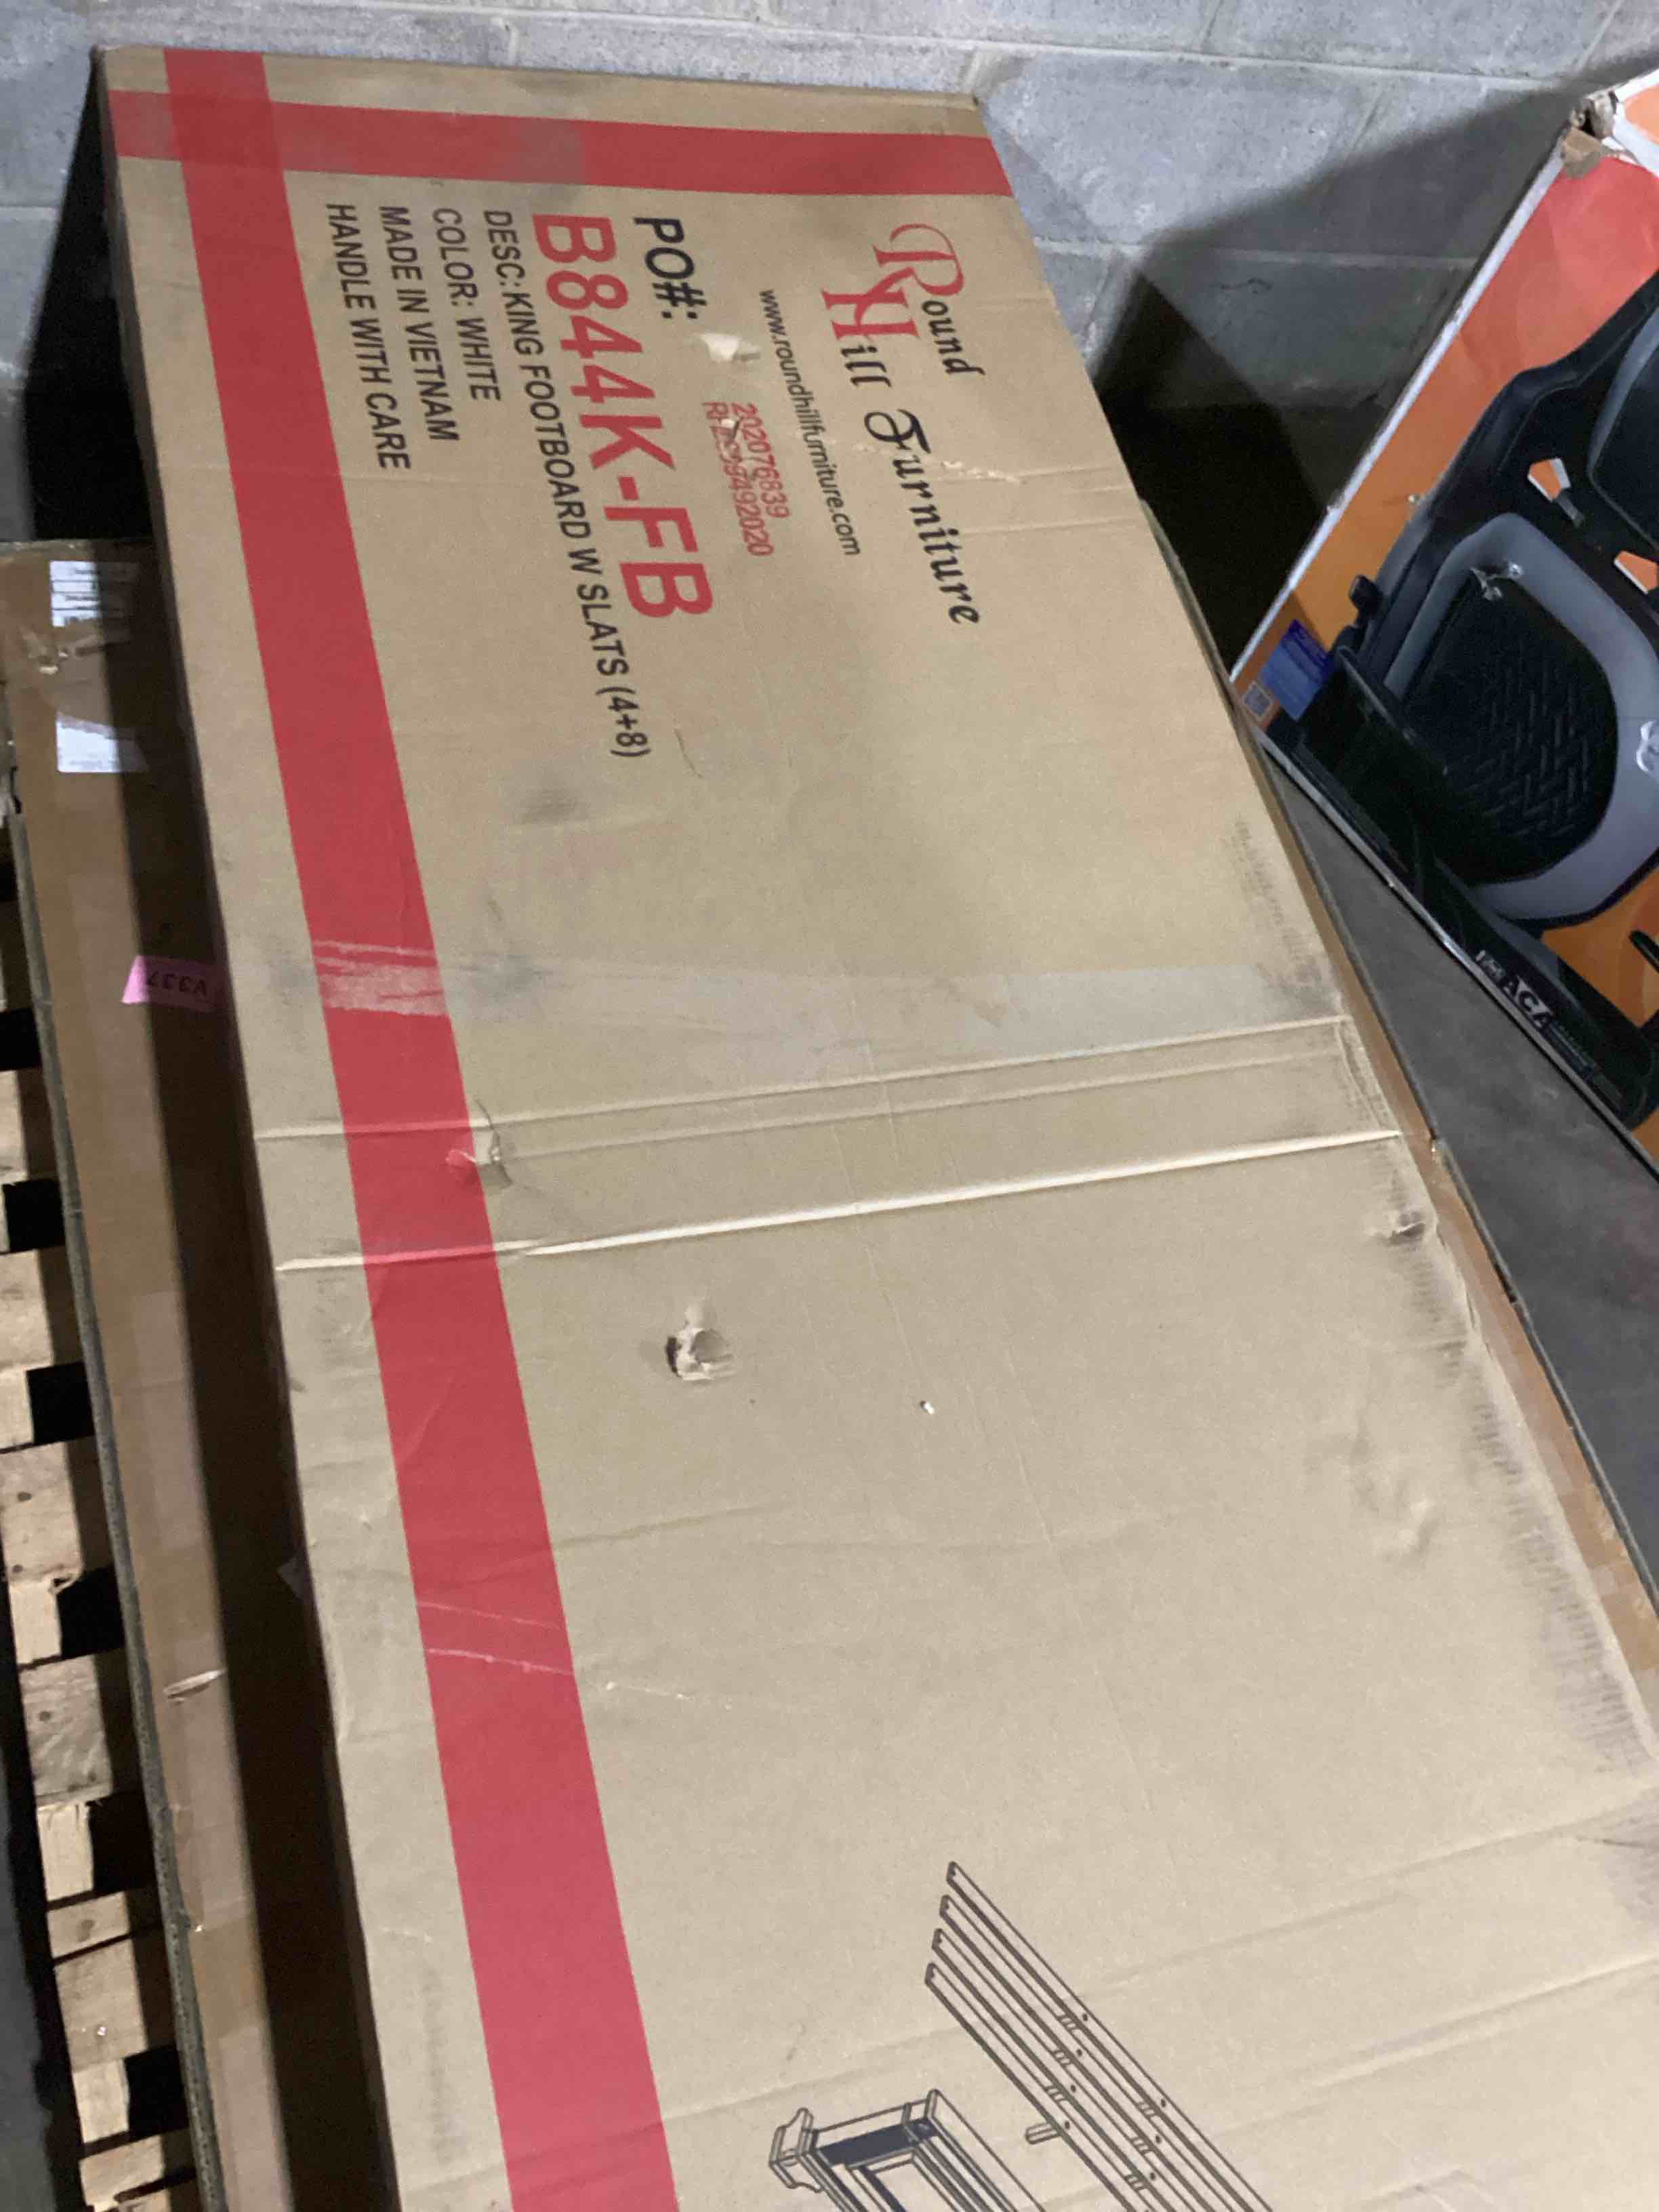 Round
Hill Furniture
www.roundhillfurniture.com
202076839
PO#:
B844K-FB
DESC: KING FOOTBOARD W SLATS (4+8)
COLOR: WHITE
MADE IN VIETNAM
HANDLE WITH CARE
V337